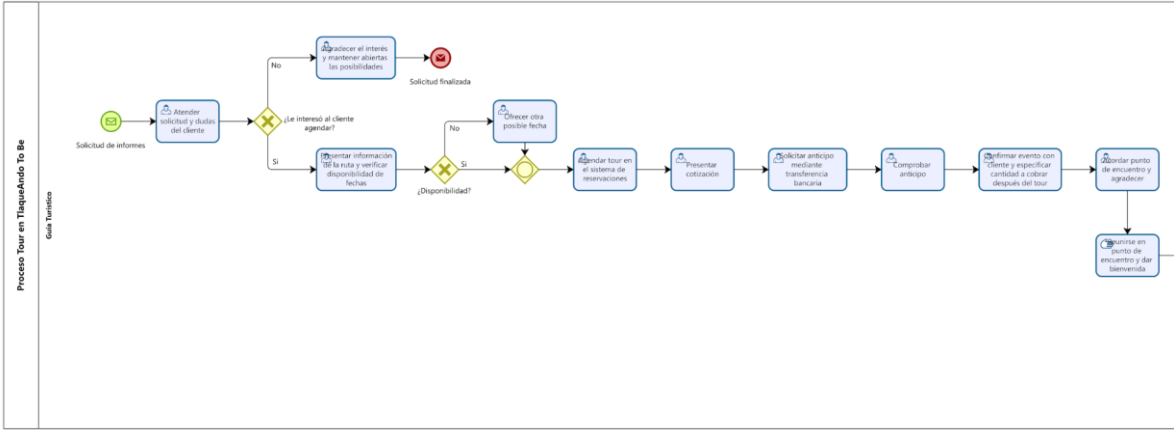 Proceso Tour en TlaqueAndo To Be
Guía Turístico
Solicitud de informes
Atender
solicitud y dudas
del cliente
¿Le interesó al cliente
agendar?
No
Agradecer el interés
y mantener abiertas
las posibilidades
Solicitud finalizada
Si
Presentar información
de la ruta y verificar
disponibilidad de
fechas
¿Disponibilidad?
No
Ofrecer otra
posible fecha
Si
Agendar tour en
el sistema de
reservaciones
Presentar
cotización
Solicitar anticipo
mediante
transferencia
bancaria
Comprobar
anticipo
Confirmar evento con
cliente y especificar
cantidad a cobrar
después del tour
punto
de encuentro y
agradecer
Reunirse en
punto de
encuentro y dar
bienvenida